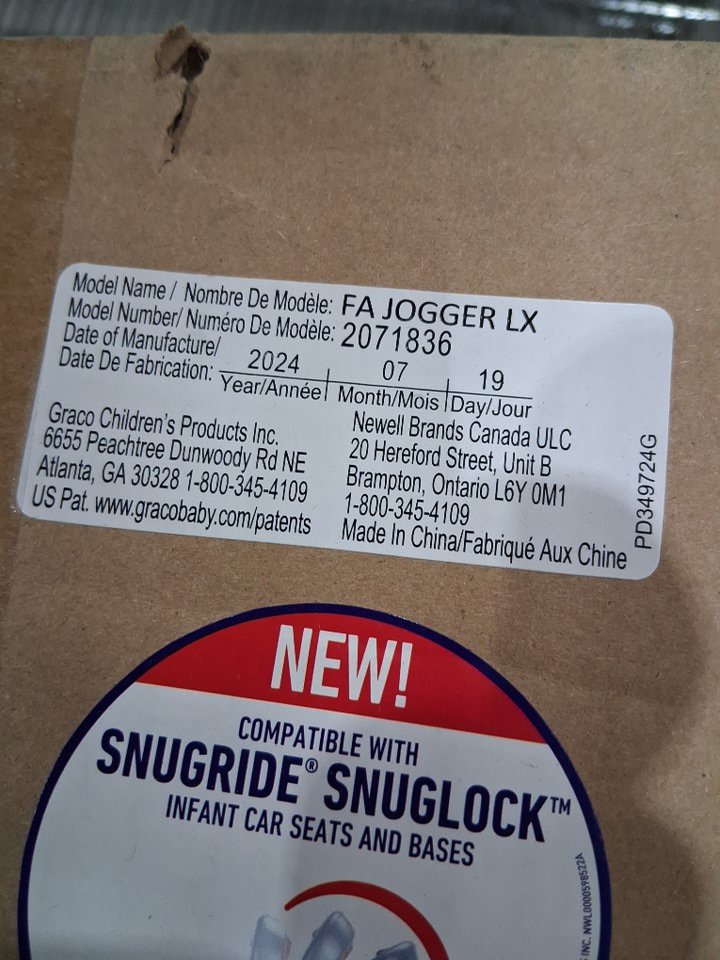 Model Name / Nombre De Modèle: FA JOGGER LX
Model Number/ Numéro De Modèle: 2071836
Date of Manufacture/
Date De Fabrication: 2024 07 19
Year/Année Month/Mois Day/Jour
Graco Children's Products Inc.
6655 Peachtree Dunwoody Rd NE
Atlanta, GA 30328 1-800-345-4109
US Pat. www.gracobaby.com/patents
Newell Brands Canada ULC
20 Hereford Street, Unit B
Brampton, Ontario L6Y 0M1
1-800-345-4109
Made In China/Fabriqué Aux Chine
PD349724G
NEW!
COMPATIBLE WITH
SNUGRIDE® SNUGLOCK™
INFANT CAR SEATS AND BASES
INC. NWL0000598522A